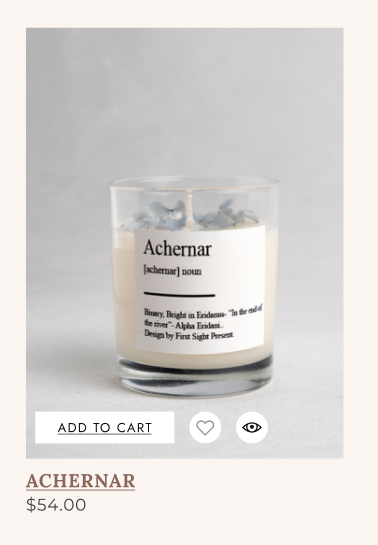 Achernar
[achernar] noun
Binary, Bright in Eridanus- "In the end of
the river"- Alpha Eridani..
Design by First Sight Present.
ADD TO CART
ACHERNAR
$54.00